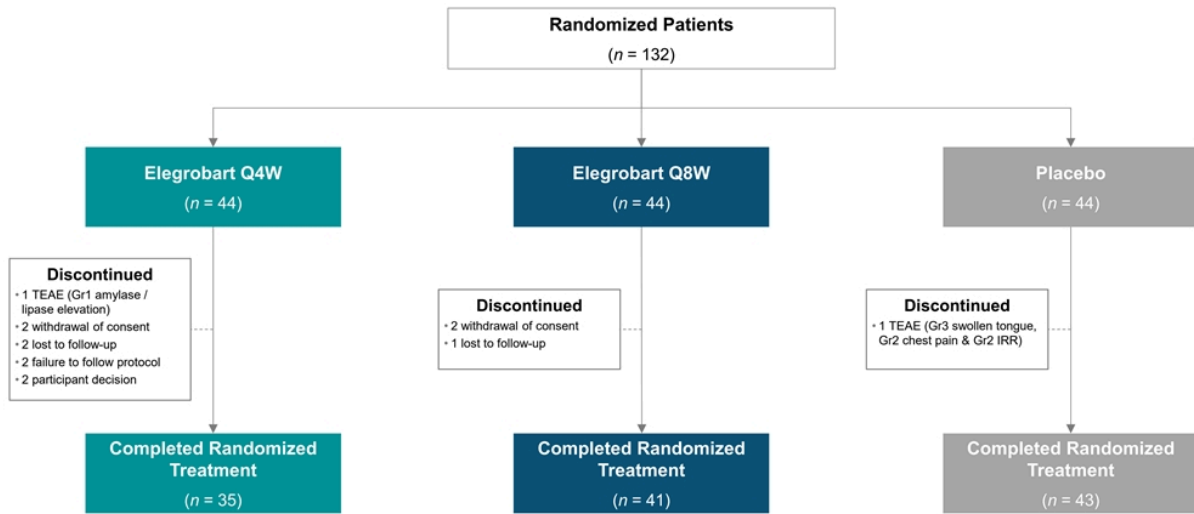 Randomized Patients
(n = 132)
Elegrobart Q4W
(n = 44)
Elegrobart Q8W
(n = 44)
Placebo
(n = 44)
Discontinued
• 1 TEAE (Gr1 amylase /
lipase elevation)
• 2 withdrawal of consent
• 2 lost to follow-up
• 2 failure to follow protocol
• 2 participant decision
Discontinued
• 2 withdrawal of consent
• 1 lost to follow-up
Discontinued
• 1 TEAE (Gr3 swollen tongue,
Gr2 chest pain & Gr2 IRR)
Completed Randomized
Treatment
(n = 35)
Completed Randomized
Treatment
(n = 41)
Completed Randomized
Treatment
(n = 43)